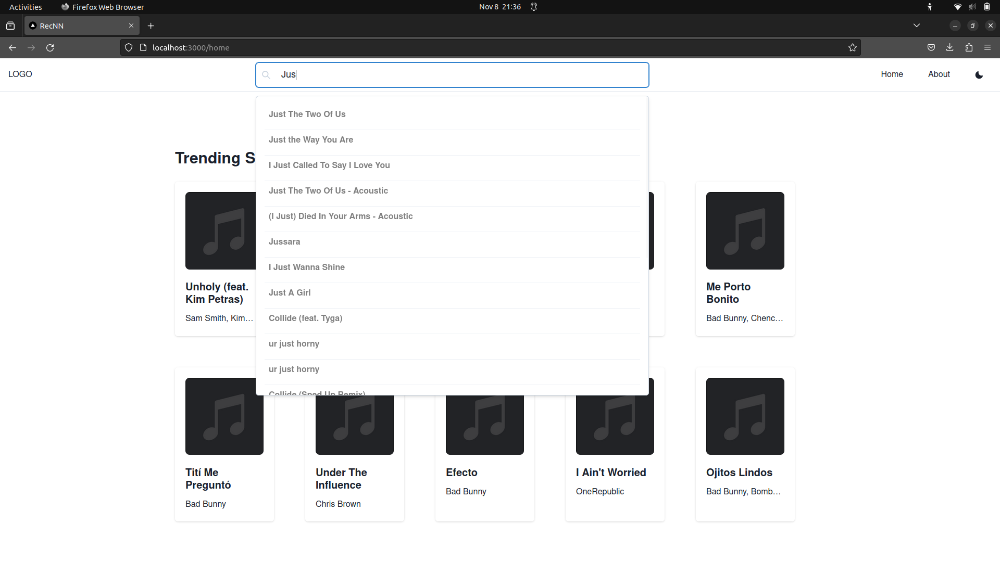 Activities
Firefox Web Browser
Nov 8 21:36
RecNN
localhost:3000/home
LOGO
Jus
Home
About
Just The Two Of Us
Just the Way You Are
I Just Called To Say I Love You
Just The Two Of Us - Acoustic
(I Just) Died In Your Arms - Acoustic
Jussara
I Just Wanna Shine
Just A Girl
Collide (feat. Tyga)
ur just horny
ur just horny
Collide (Sped Up Remix)
Trending S
Unholy (feat.
Kim Petras)
Sam Smith, Kim...
Me Porto
Bonito
Bad Bunny, Chenc...
Tití Me
Preguntó
Bad Bunny
Under The
Influence
Chris Brown
Efecto
Bad Bunny
I Ain't Worried
OneRepublic
Ojitos Lindos
Bad Bunny, Bomb...